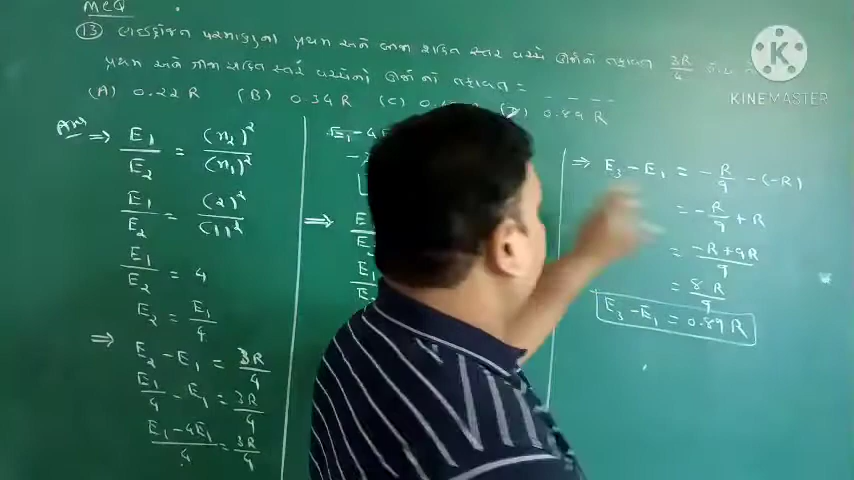 MCQ
(13) હાઇડ્રોજન પરમાણુના પ્રથમ અને બીજા શક્તિ સ્તર વચ્ચે ઊર્જાનો તફાવત 3R/4
પ્રથમ અને ત્રીજા શક્તિ સ્તર વચ્ચેનો ઊર્જાનો તફાવત = - - - -
(A) 0.22 R (B) 0.34 R (C) (D) 0.89 R
Ans ⇒ E1/E2 = (n2)²/(n1)²
E1/E2 = (2)²/(1)²
E1/E2 = 4
E2 = E1/4
⇒ E2 - E1 = 3R/4
E1/4 - E1 = 3R/4
E1-4E1/4 = 3R/4
⇒
⇒ E3 - E1 = -R/9 - (-R)
= -R/9 + R
= -R+9R/9
= 8R/9
E3 - E1 = 0.89 R
KINEMASTER